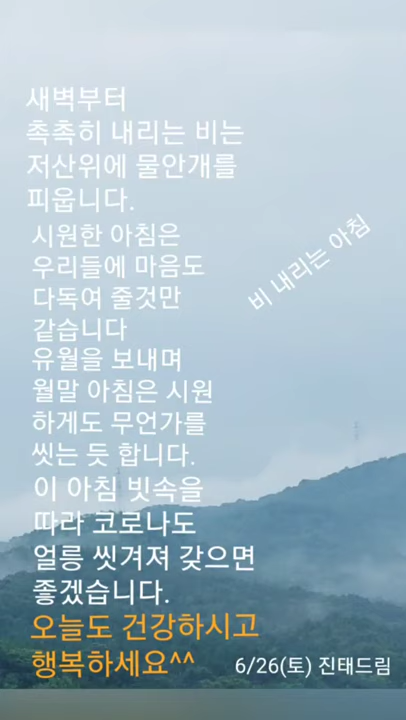 새벽부터
촉촉히 내리는 비는
저산위에 물안개를
피웁니다.
시원한 아침은
우리들에 마음도
다독여 줄것만
같습니다
유월을 보내며
월말 아침은 시원
하게도 무언가를
씻는 듯 합니다.
이 아침 빗속을
따라 코로나도
얼릉 씻겨져 갖으면
좋겠습니다.
오늘도 건강하시고
행복하세요^^
비 내리는 아침
6/26(토) 진태드림